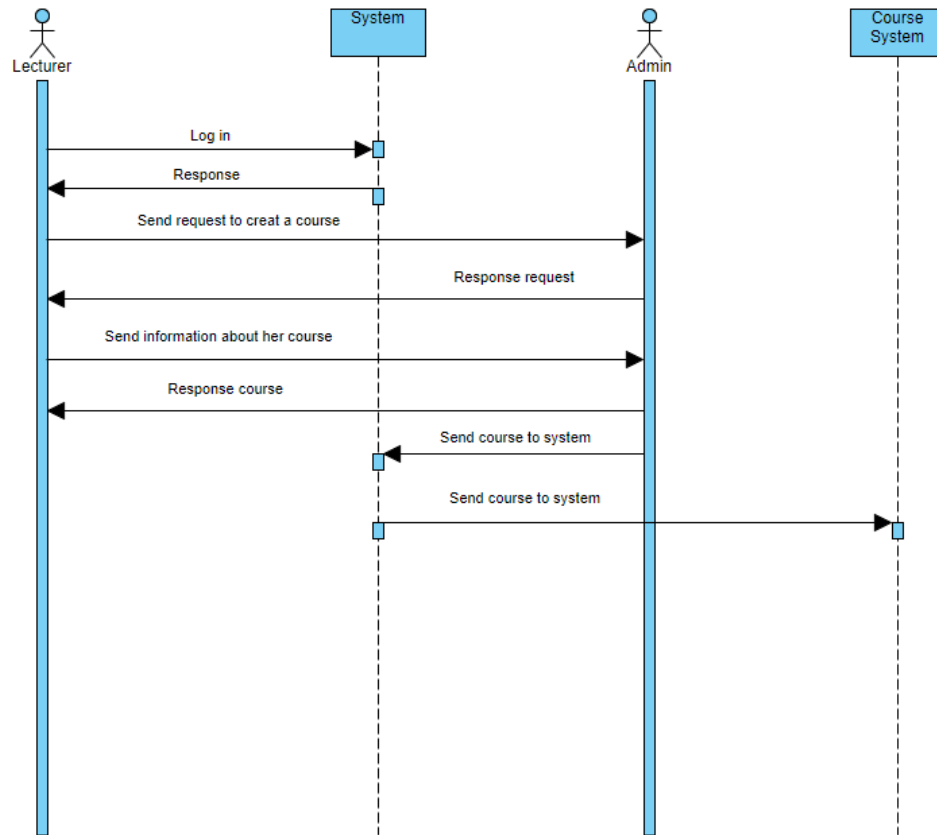 System
Course
System
Lecturer
Admin
Log in
Response
Send request to creat a course
Response request
Send information about her course
Response course
Send course to system
Send course to system